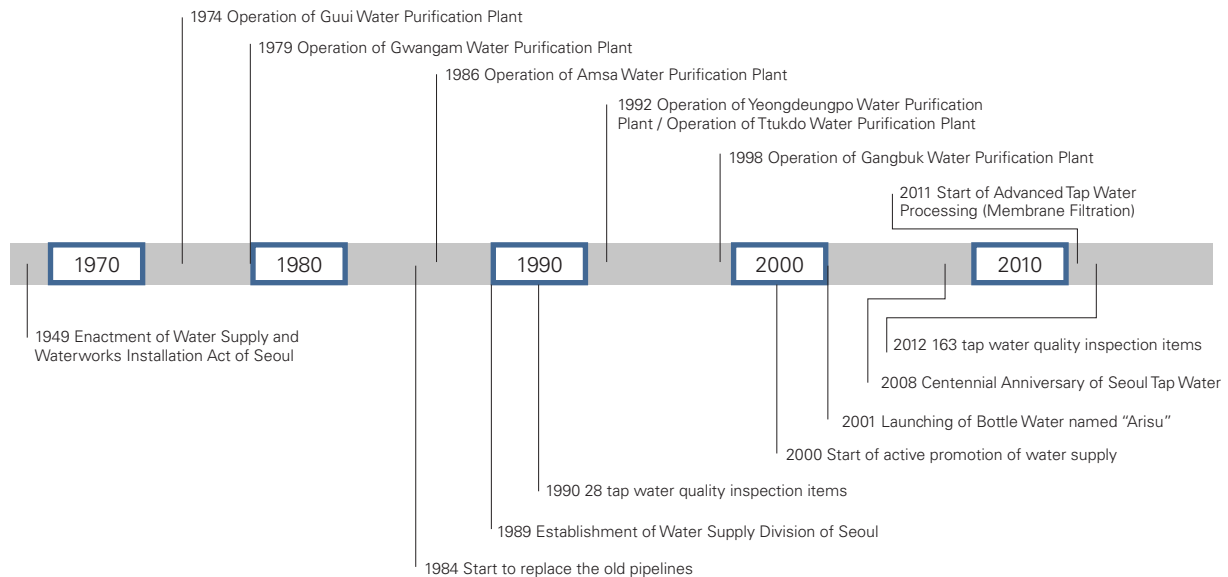 1974 Operation of Guui Water Purification Plant
1979 Operation of Gwangam Water Purification Plant
1986 Operation of Amsa Water Purification Plant
1992 Operation of Yeongdeungpo Water Purification
Plant / Operation of Ttukdo Water Purification Plant
1998 Operation of Gangbuk Water Purification Plant
2011 Start of Advanced Tap Water
Processing (Membrane Filtration)
1970
1980
1990
2000
2010
1949 Enactment of Water Supply and
Waterworks Installation Act of Seoul
2012 163 tap water quality inspection items
2008 Centennial Anniversary of Seoul Tap Water
2001 Launching of Bottle Water named “Arisu”
2000 Start of active promotion of water supply
1990 28 tap water quality inspection items
1989 Establishment of Water Supply Division of Seoul
1984 Start to replace the old pipelines